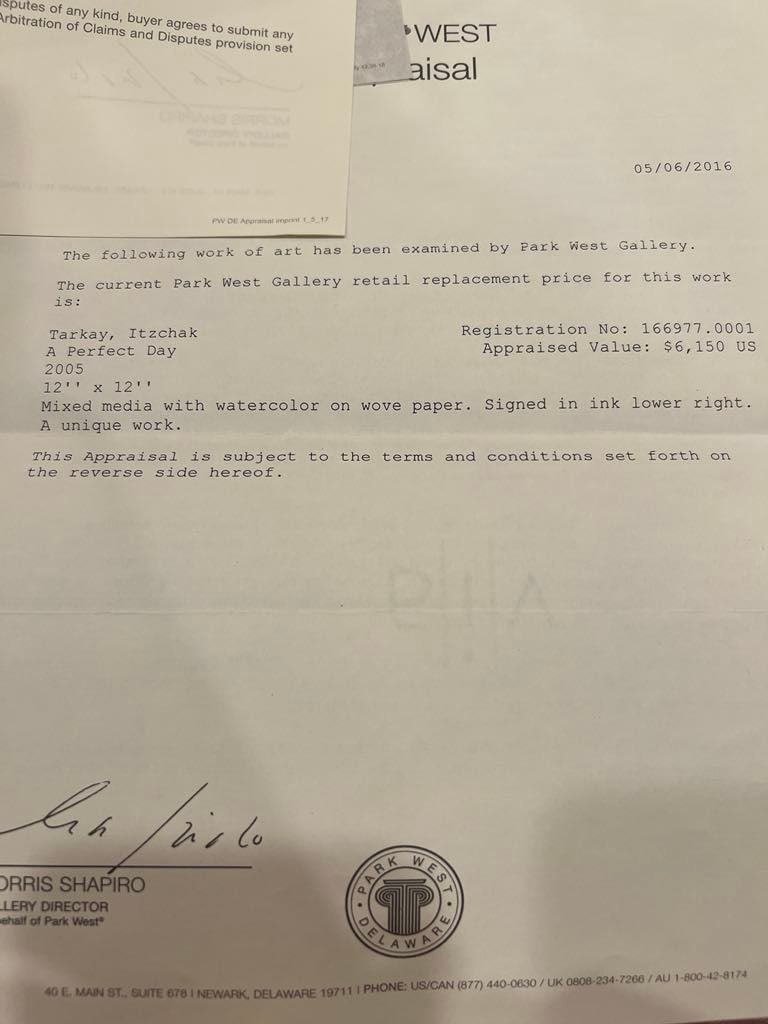 sputes of any kind, buyer agrees to submit any
Arbitration of Claims and Disputes provision set
MORRIS SHAPIRO
GALLERY DIRECTOR
PW DE Appraisal imprint 1_5_17
WEST
aisal
05/06/2016
The following work of art has been examined by Park West Gallery.
The current Park West Gallery retail replacement price for this work
is:
Tarkay, Itzchak
Registration No: 166977.0001
A Perfect Day
Appraised Value: $6,150 US
2005
12'' x 12''
Mixed media with watercolor on wove paper. Signed in ink lower right.
A unique work.
This Appraisal is subject to the terms and conditions set forth on
the reverse side hereof.
ORRIS SHAPIRO
LLERY DIRECTOR
ehalf of Park West®
PARK WEST
DELAWARE
40 E. MAIN ST., SUITE 678 I NEWARK, DELAWARE 19711 I PHONE: US/CAN (877) 440-0630 / UK 0808-234-7266 / AU 1-800-42-8174